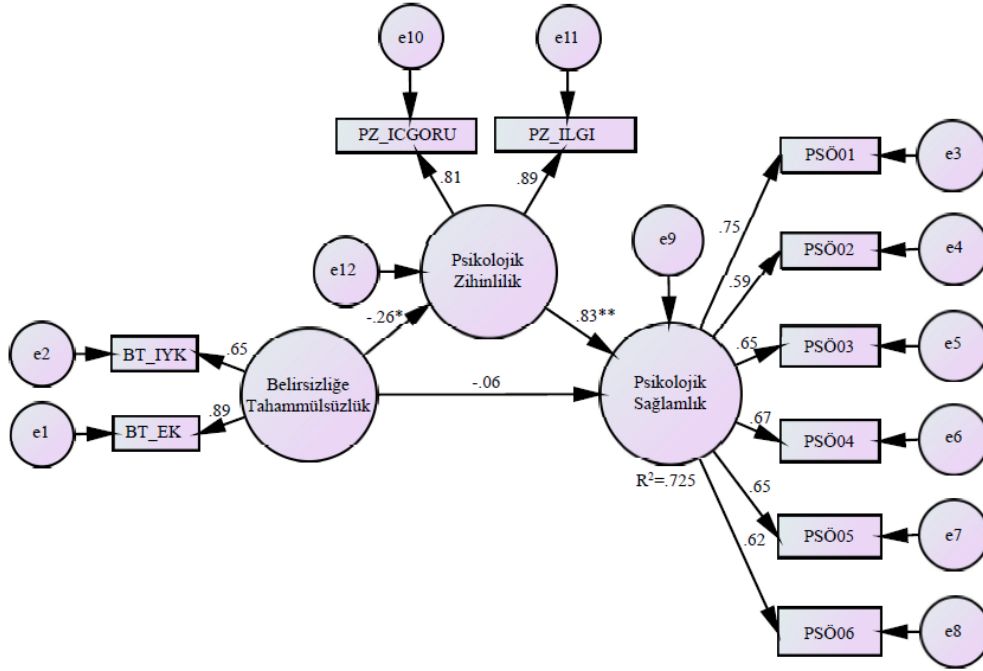 e10
e11
PZ_ICGORU
PZ_ILGI
PSÖ01
e3
.81
.89
.75
Psikolojik
Zihinlilik
e12
e9
PSÖ02
e4
.59
-.26*
.83**
e2
BT_IYK
.65
Belirsizliğe
Tahammülsüzlük
-.06
Psikolojik
Sağlamlık
.65
PSÖ03
e5
e1
BT_EK
.89
.67
PSÖ04
e6
R²=.725
.65
PSÖ05
e7
.62
PSÖ06
e8